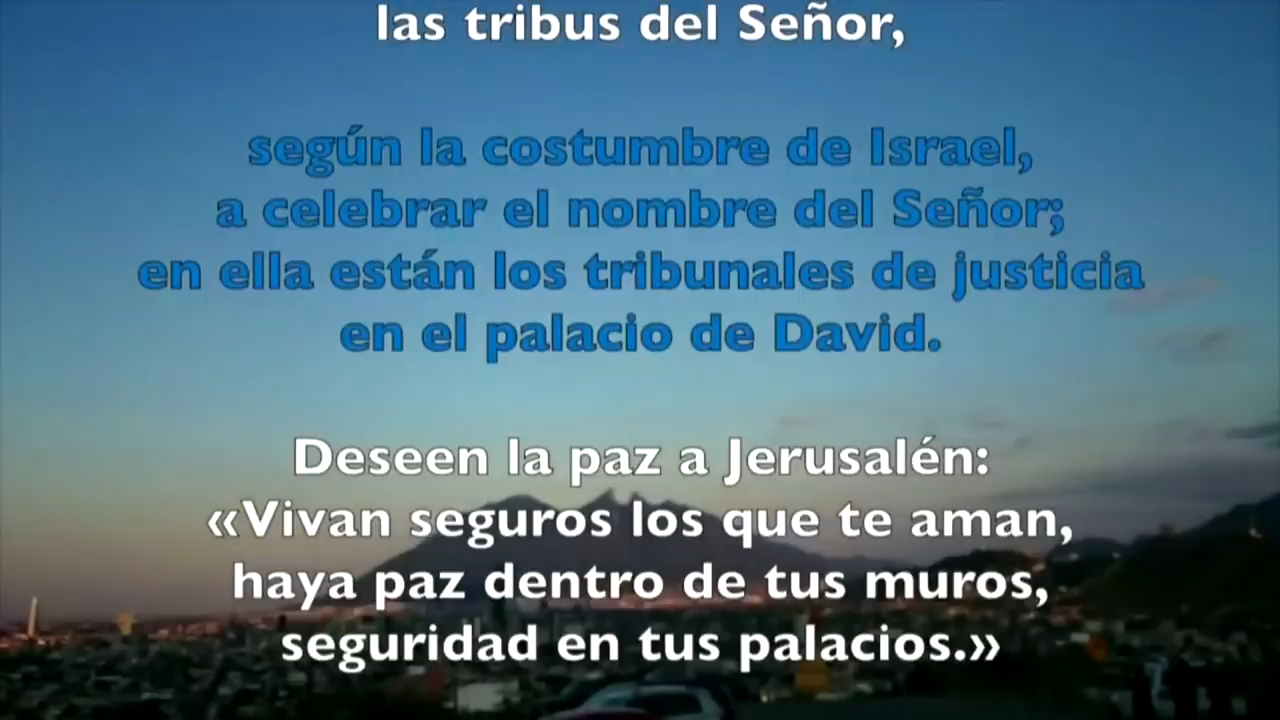 las tribus del Señor,
según la costumbre de Israel,
a celebrar el nombre del Señor;
en ella están los tribunales de justicia
en el palacio de David.
Deseen la paz a Jerusalén:
«Vivan seguros los que te aman,
haya paz dentro de tus muros,
seguridad en tus palacios.»